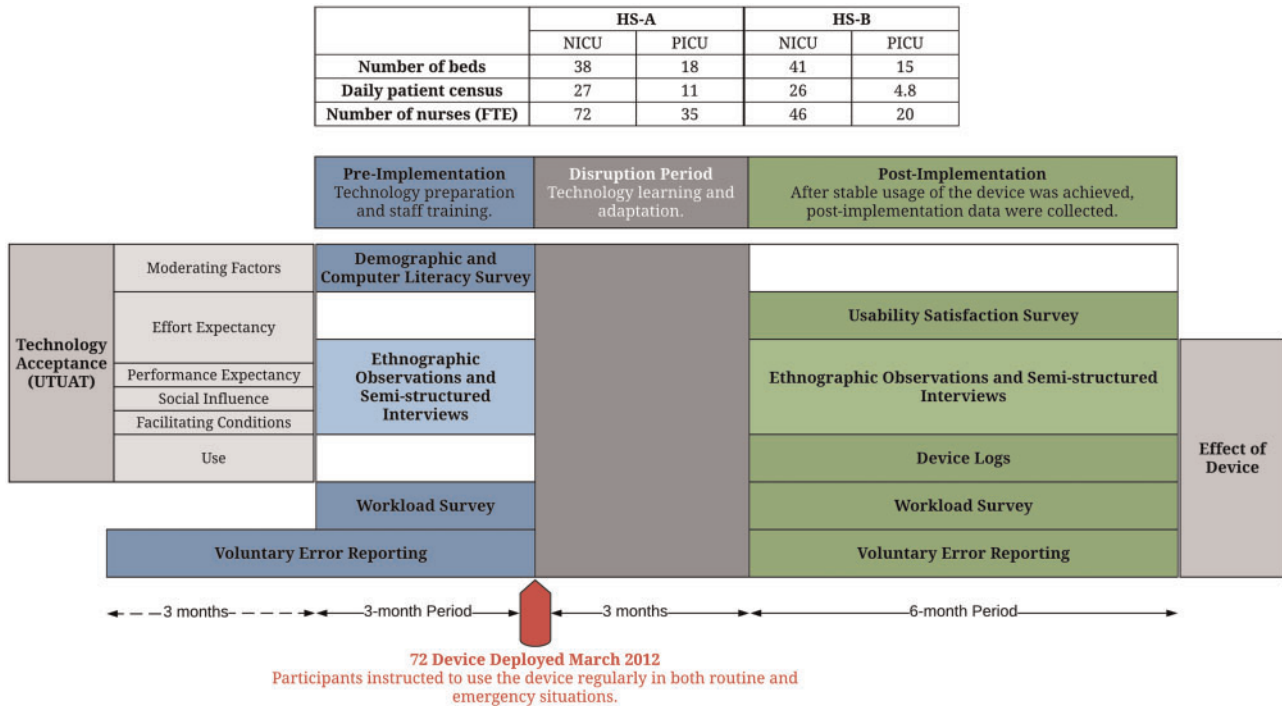 HS-A HS-B
NICU PICU NICU PICU
Number of beds 38 18 41 15
Daily patient census 27 11 26 4.8
Number of nurses (FTE) 72 35 46 20
Pre-Implementation
Technology preparation
and staff training.
Disruption Period
Technology learning and
adaptation.
Post-Implementation
After stable usage of the device was achieved,
post-implementation data were collected.
Technology
Acceptance
(UTUAT)
Moderating Factors
Effort Expectancy
Performance Expectancy
Social Influence
Facilitating Conditions
Use
Demographic and
Computer Literacy Survey
Ethnographic
Observations and
Semi-structured
Interviews
Workload Survey
Voluntary Error Reporting
Usability Satisfaction Survey
Ethnographic Observations and Semi-structured
Interviews
Device Logs
Workload Survey
Voluntary Error Reporting
Effect of
Device
3 months
3-month Period
3 months
6-month Period
72 Device Deployed March 2012
Participants instructed to use the device regularly in both routine and
emergency situations.